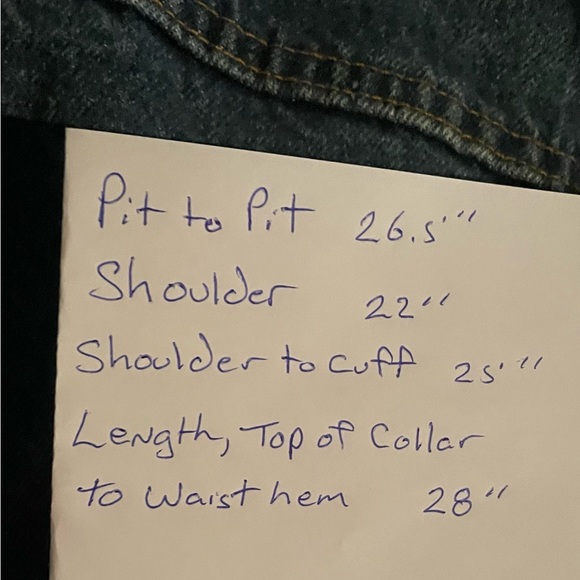 Pit to Pit 26.5"
Shoulder 22"
Shoulder to Cuff 25"
Length, Top of Collar
to Waist hem 28"